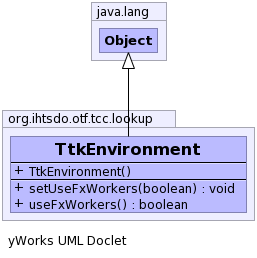 java.lang
Object
org.ihtsdo.otf.tcc.lookup
TtkEnvironment
+ TtkEnvironment()
+ setUseFxWorkers(boolean) : void
+ useFxWorkers() : boolean
yWorks UML Doclet